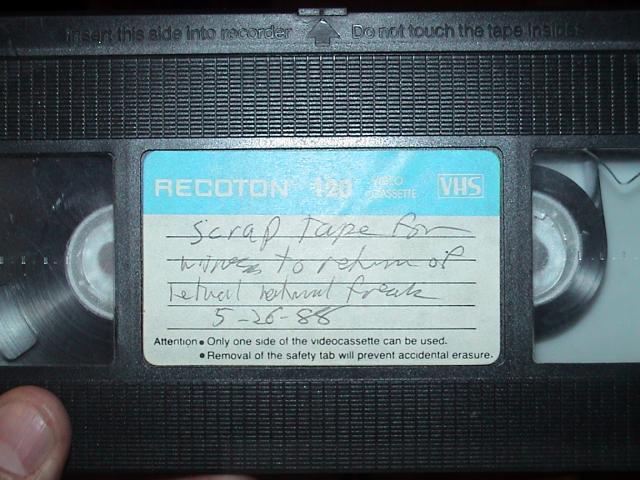 Insert this side into recorder Do not touch the tape inside
RECOTON 120 VIDEO CASSETTE VHS
Scrap tape for
to return of
freak
5-26-88
Attention • Only one side of the videocassette can be used.
• Removal of the safety tab will prevent accidental erasure.